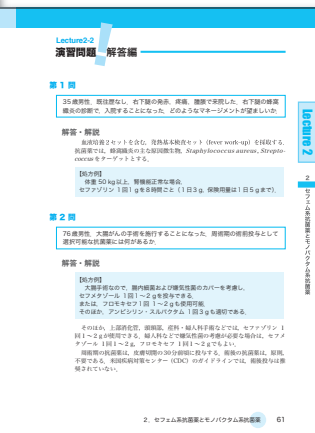 Lecture2-2
演習問題 解答編
第1問
35歳男性．既往歴なし．右下腿の発赤，疼痛，腫脹で来院した．右下腿の蜂窩
織炎の診断で，入院することになった．どのようなマネージメントが望ましいか．
解答・解説
血液培養2セットを含む，発熱基本検査セット（fever work-up）を採取する．
抗菌薬では，蜂窩織炎の主な原因微生物，Staphylococcus aureus，Strepto-
coccusをターゲットとする．
【処方例】
体重50kg以上，腎機能正常な場合．
セファゾリン 1回1gを8時間ごと（1日3g，保険用量は1日5gまで）．
第2問
76歳男性．大腸がんの手術を施行することになった．周術期の術前投与として
選択可能な抗菌薬には何があるか．
解答・解説
【処方例】
大腸手術なので，腸内細菌および嫌気性菌のカバーを考慮し，
セフメタゾール 1回1〜2gを投与できる．
または，フロモキセフ 1回1〜2gも使用可能．
そのほか，アンピシリン・スルバクタム 1回3gも適切である．
そのほか，上部消化管，頭頸部，産科・婦人科手術などでは，セファゾリン 1
回1〜2gが使用できる．婦人科などで嫌気性菌の考慮が必要な場合は，セフメ
タゾール 1回1〜2g，フロモキセフ 1回1〜2gでもよい．
周術期の抗菌薬は，皮膚切開の30分前頃に投与する．術後の抗菌薬は，原則，
不要である．米国疾病対策センター（CDC）のガイドラインでは，術後投与は推
奨されていない．
Lecture 2
2 セフェム系抗菌薬とモノバクタム系抗菌薬
2．セフェム系抗菌薬とモノバクタム系抗菌薬 61